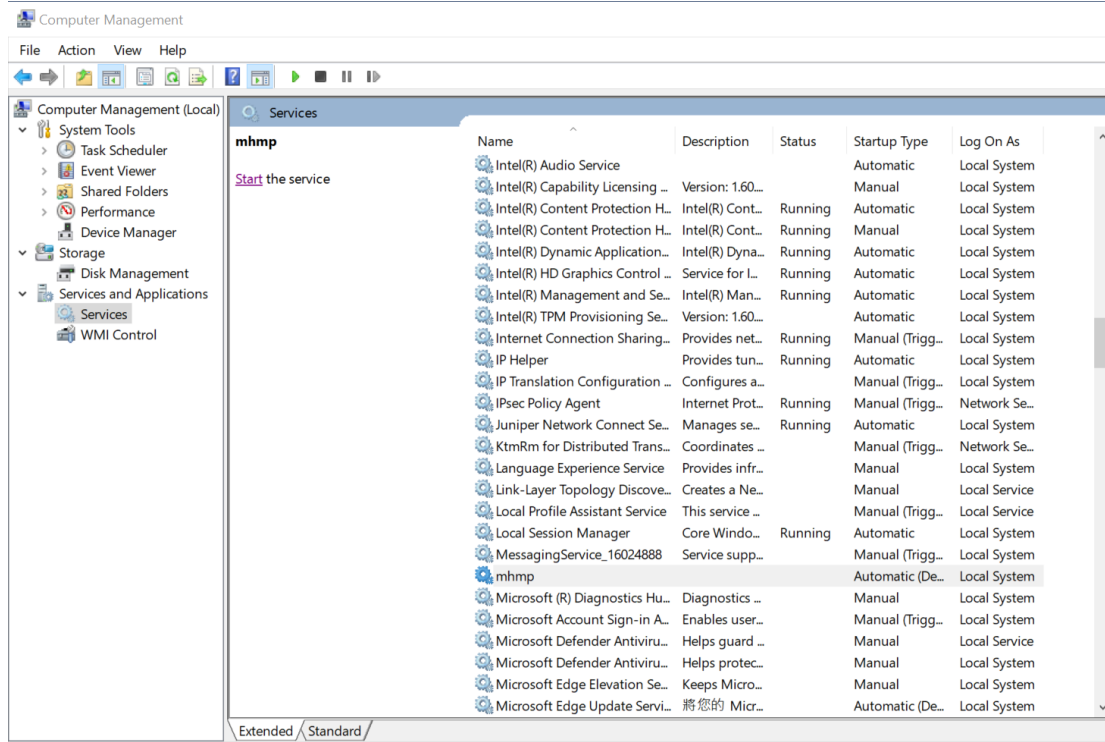 Computer Management
File Action View Help
Computer Management (Local)
System Tools
Task Scheduler
Event Viewer
Shared Folders
Performance
Device Manager
Storage
Disk Management
Services and Applications
Services
WMI Control
Services
mhmp
Start the service
Name Description Status Startup Type Log On As
Intel(R) Audio Service Automatic Local System
Intel(R) Capability Licensing ... Version: 1.60.... Manual Local System
Intel(R) Content Protection H... Intel(R) Cont... Running Automatic Local System
Intel(R) Content Protection H... Intel(R) Cont... Running Manual Local System
Intel(R) Dynamic Application... Intel(R) Dyna... Running Automatic Local System
Intel(R) HD Graphics Control ... Service for I... Running Automatic Local System
Intel(R) Management and Se... Intel(R) Man... Running Automatic Local System
Intel(R) TPM Provisioning Se... Version: 1.60.... Automatic Local System
Internet Connection Sharing... Provides net... Running Manual (Trigg... Local System
IP Helper Provides tun... Running Automatic Local System
IP Translation Configuration ... Configures a... Manual (Trigg... Local System
IPsec Policy Agent Internet Prot... Running Manual (Trigg... Network Se...
Juniper Network Connect Se... Manages se... Running Automatic Local System
KtmRm for Distributed Trans... Coordinates ... Manual (Trigg... Network Se...
Language Experience Service Provides infr... Manual Local System
Link-Layer Topology Discove... Creates a Ne... Manual Local Service
Local Profile Assistant Service This service ... Manual (Trigg... Local Service
Local Session Manager Core Windo... Running Automatic Local System
MessagingService_16024888 Service supp... Manual (Trigg... Local System
mhmp Automatic (De... Local System
Microsoft (R) Diagnostics Hu... Diagnostics ... Manual Local System
Microsoft Account Sign-in A... Enables user... Manual (Trigg... Local System
Microsoft Defender Antiviru... Helps guard ... Manual Local Service
Microsoft Defender Antiviru... Helps protec... Manual Local System
Microsoft Edge Elevation Se... Keeps Micro... Manual Local System
Microsoft Edge Update Servi... 將您的 Micr... Automatic (De... Local System
Extended Standard